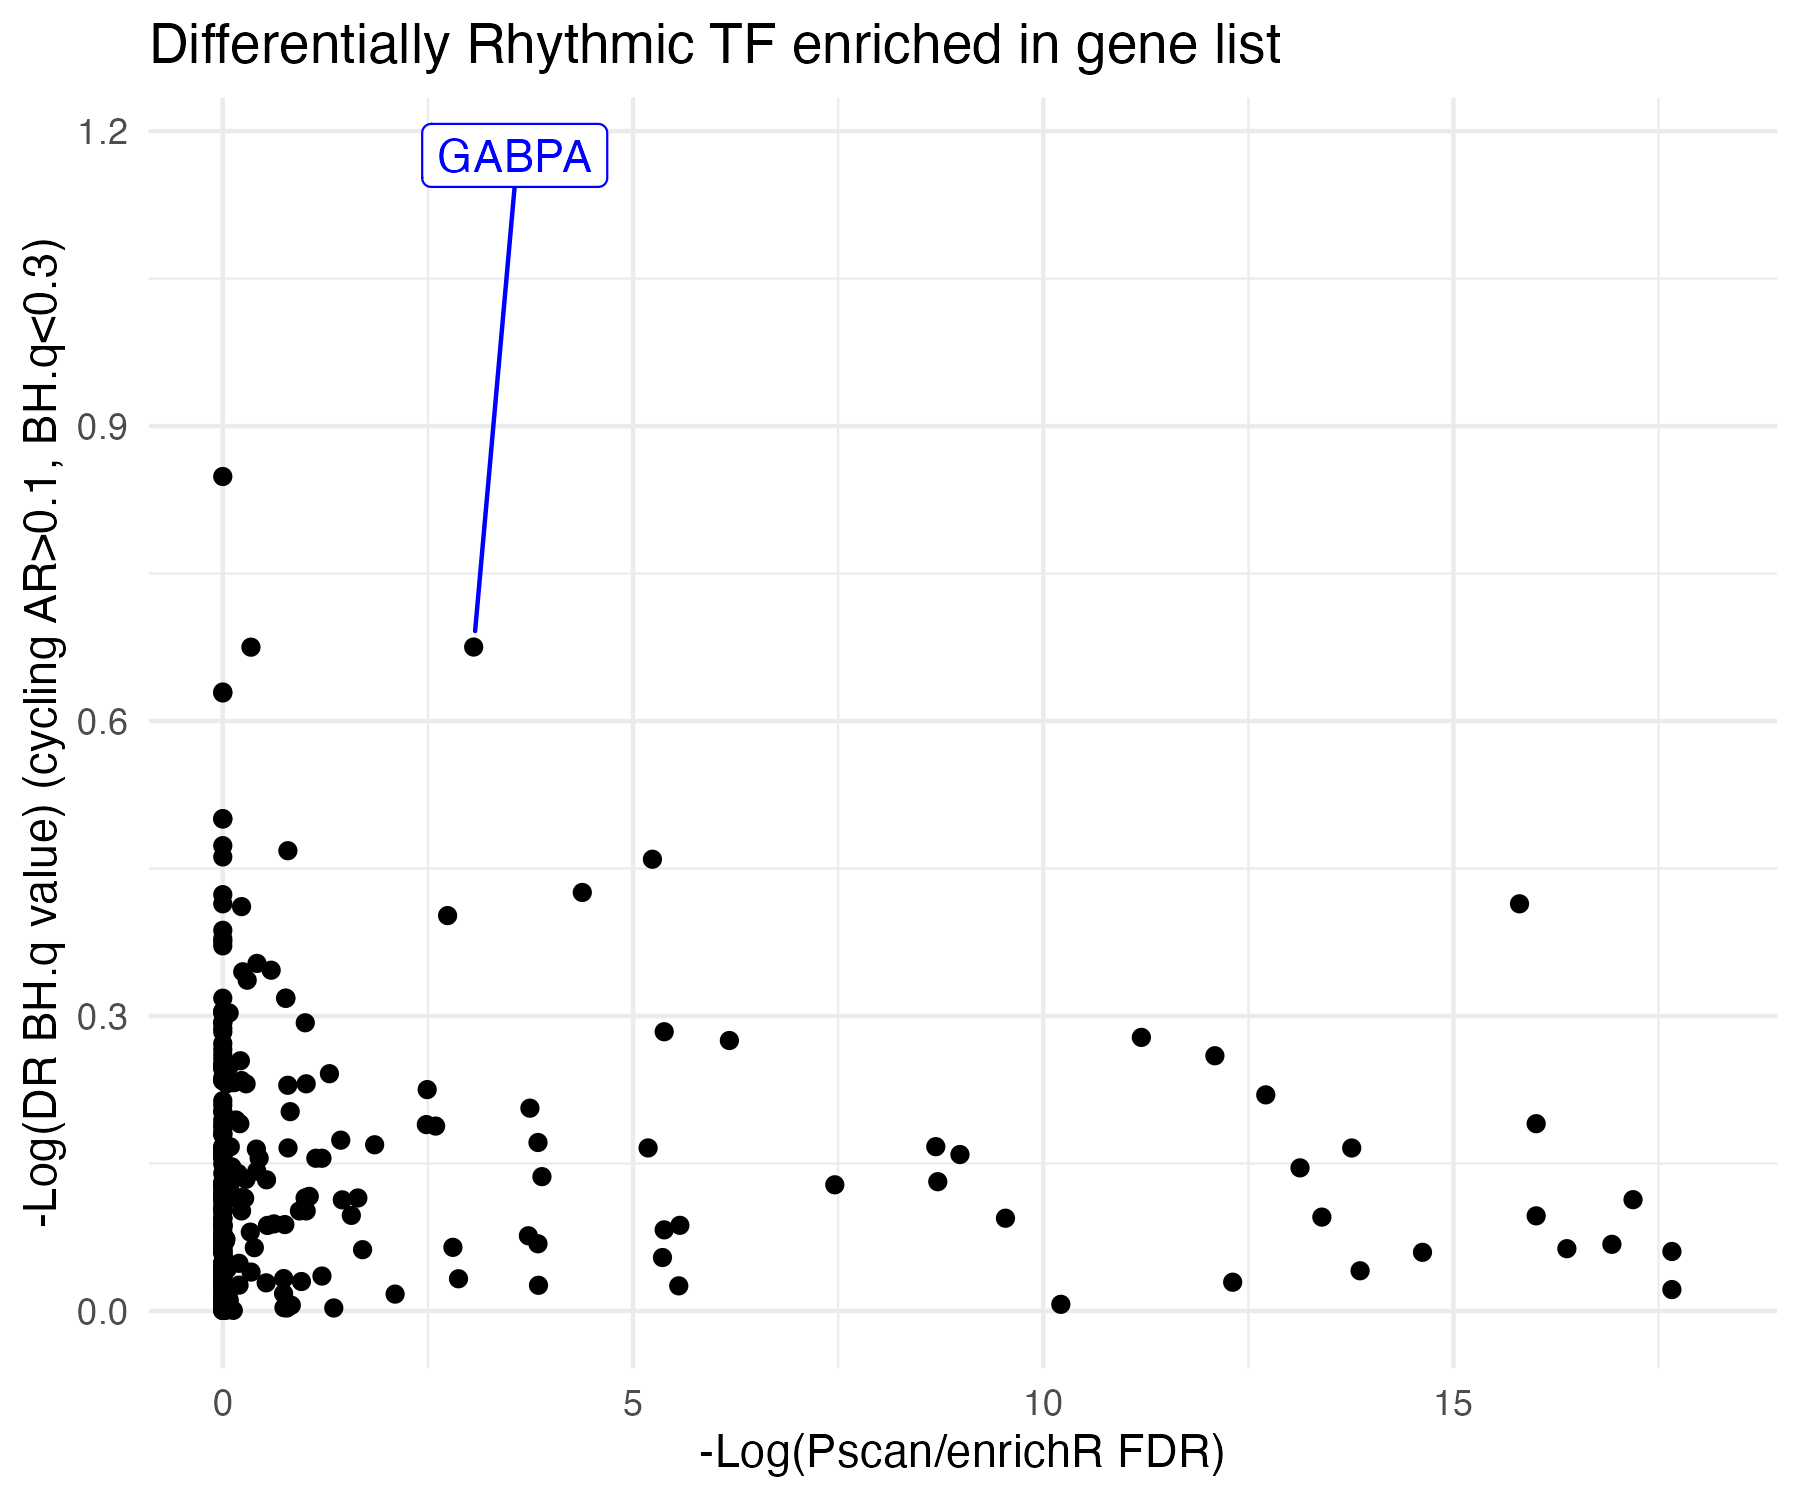 Differentially Rhythmic TF enriched in gene list
-Log(DR BH.q value) (cycling AR>0.1, BH.q<0.3)
1.2
0.9
0.6
0.3
0.0
GABPA
0
5
10
15
-Log(Pscan/enrichR FDR)